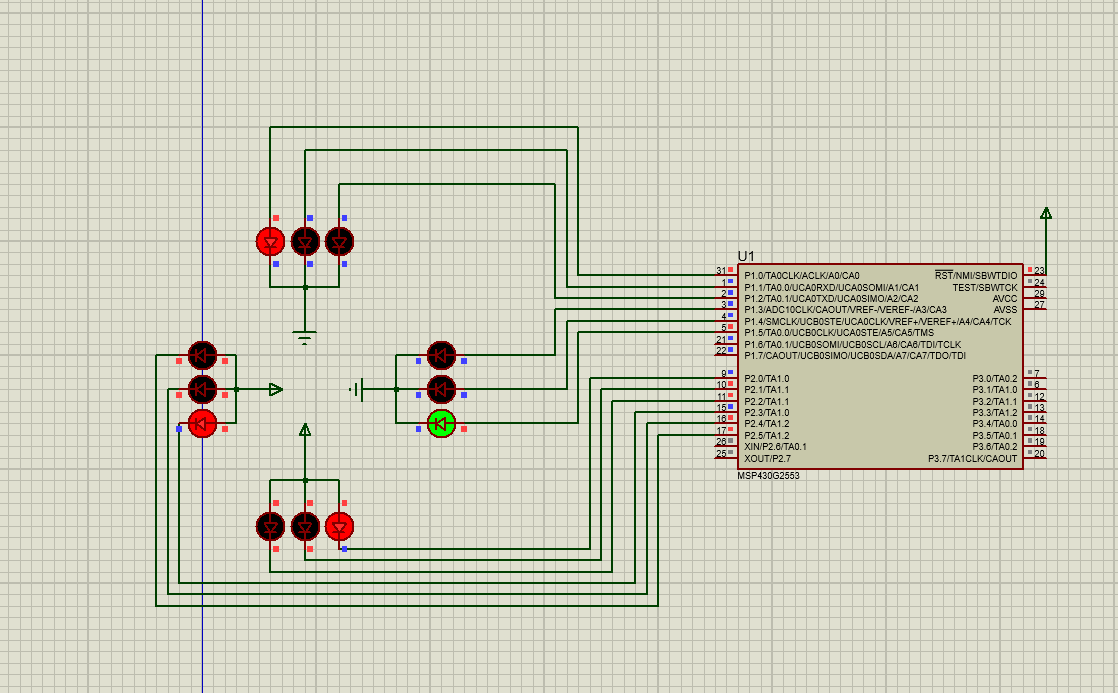 U1
31 P1.0/TA0CLK/ACLK/A0/CA0 RST/NMI/SBWTDIO 23
1 P1.1/TA0.0/UCA0RXD/UCA0SOMI/A1/CA1 TEST/SBWTCK 24
2 P1.2/TA0.1/UCA0TXD/UCA0SIMO/A2/CA2 AVCC 29
3 P1.3/ADC10CLK/CAOUT/VREF-/VEREF-/A3/CA3 AVSS 27
4 P1.4/SMCLK/UCB0STE/UCA0CLK/VREF+/VEREF+/A4/CA4/TCK
5 P1.5/TA0.0/UCB0CLK/UCA0STE/A5/CA5/TMS
21 P1.6/TA0.1/UCB0SOMI/UCB0SCL/A6/CA6/TDI/TCLK
22 P1.7/CAOUT/UCB0SIMO/UCB0SDA/A7/CA7/TDO/TDI
9 P2.0/TA1.0 P3.0/TA0.2 7
10 P2.1/TA1.1 P3.1/TA1.0 6
11 P2.2/TA1.1 P3.2/TA1.1 12
15 P2.3/TA1.0 P3.3/TA1.2 13
16 P2.4/TA1.2 P3.4/TA0.0 14
17 P2.5/TA1.2 P3.5/TA0.1 18
26 XIN/P2.6/TA0.1 P3.6/TA0.2 19
25 XOUT/P2.7 P3.7/TA1CLK/CAOUT 20
MSP430G2553